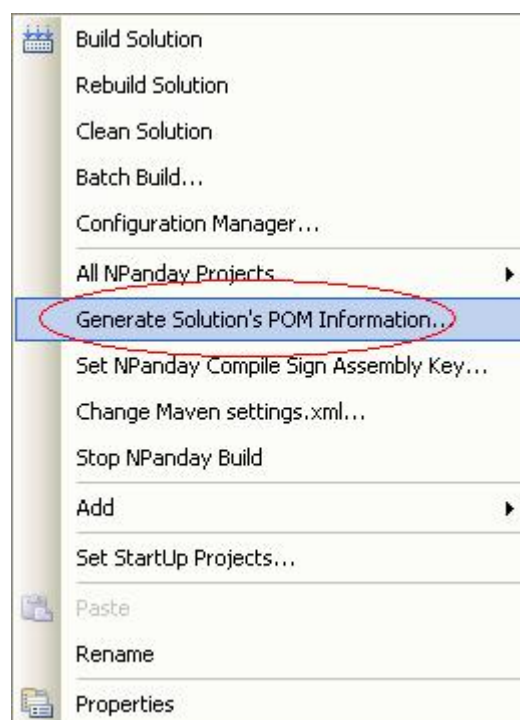 Build Solution
Rebuild Solution
Clean Solution
Batch Build...
Configuration Manager...
All NPanday Projects
Generate Solution's POM Information...
Set NPanday Compile Sign Assembly Key...
Change Maven settings.xml...
Stop NPanday Build
Add
Set StartUp Projects...
Paste
Rename
Properties